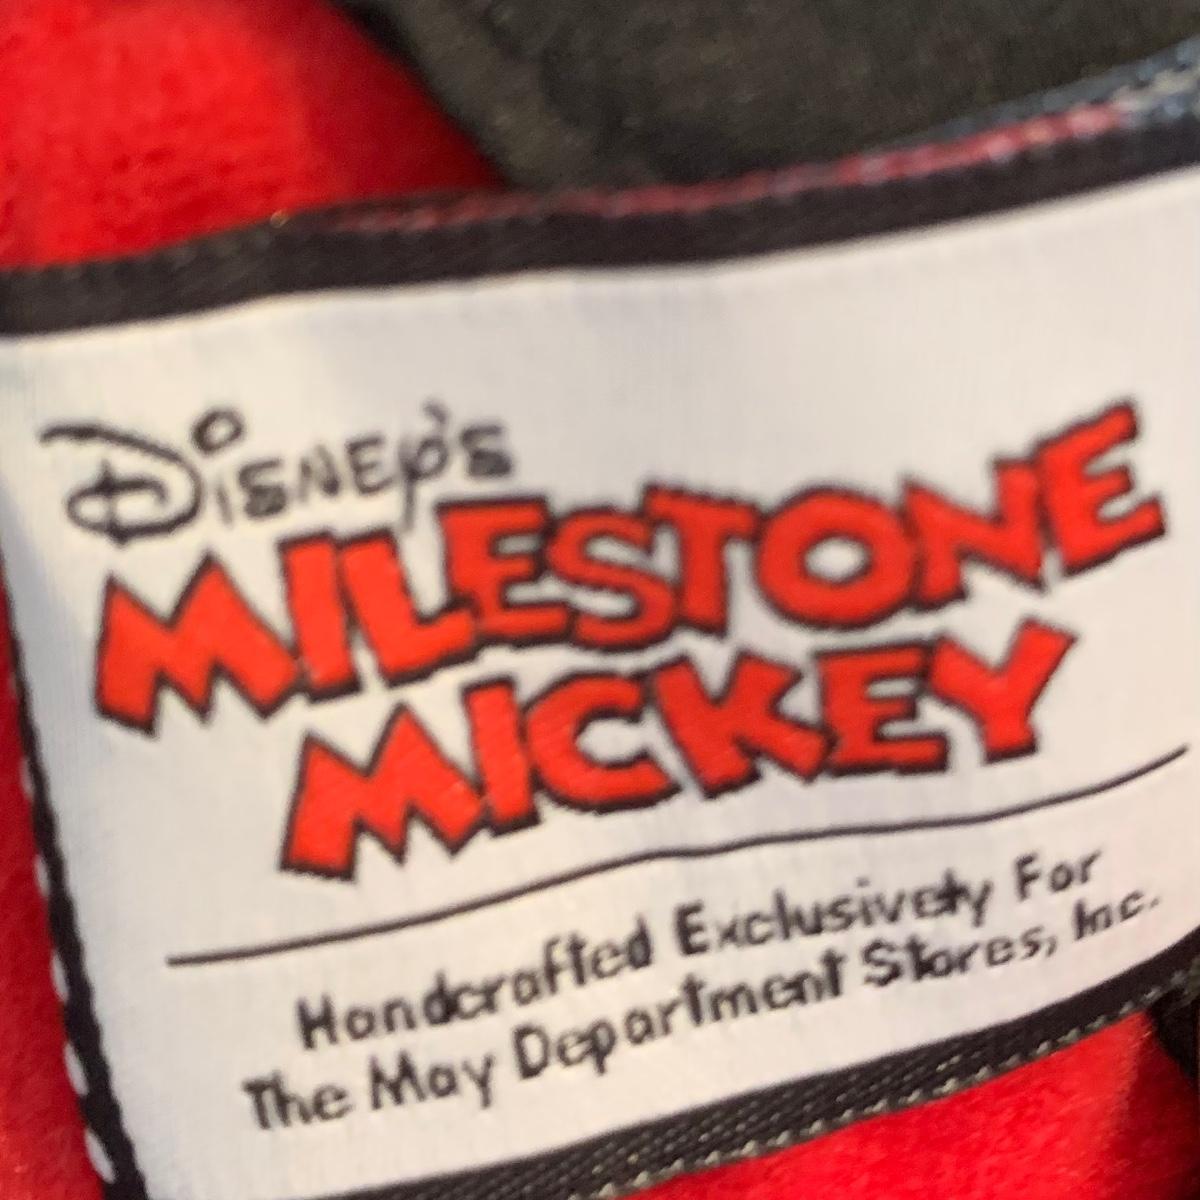 Disney's
MILESTONE
MICKEY
Handcrafted Exclusively For
The May Department Stores, Inc.